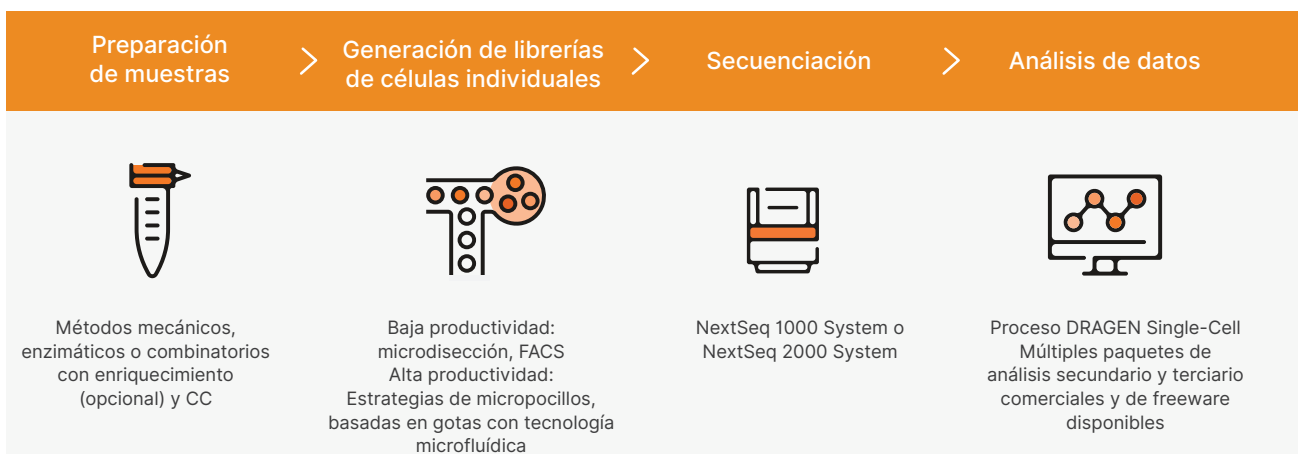 Preparación
de muestras
Generación de librerías
de células individuales
Secuenciación
Análisis de datos
Métodos mecánicos,
enzimáticos o combinatorios
con enriquecimiento
(opcional) y CC
Baja productividad:
microdisección, FACS
Alta productividad:
Estrategias de micropocillos,
basadas en gotas con tecnología
microfluídica
NextSeq 1000 System o
NextSeq 2000 System
Proceso DRAGEN Single-Cell
Múltiples paquetes de
análisis secundario y terciario
comerciales y de freeware
disponibles